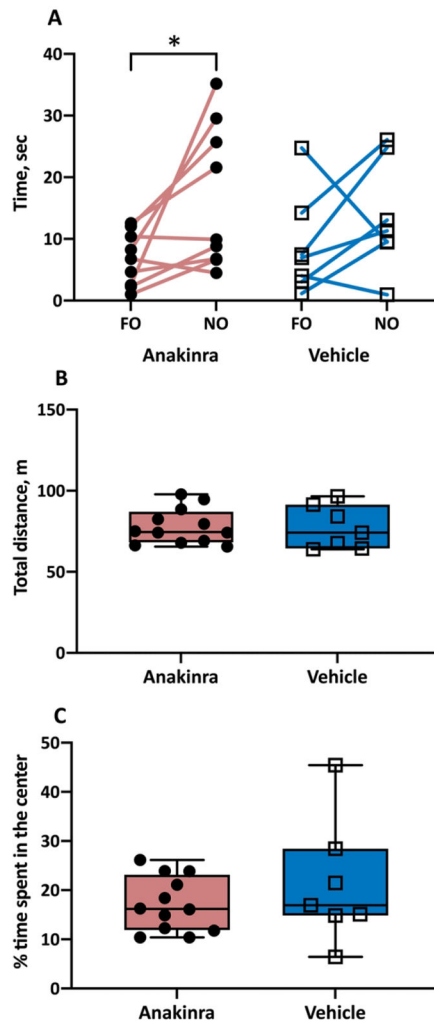 A
*
40
30
20
10
0
Time, sec
FO NO FO NO
Anakinra Vehicle
B
150
100
50
0
Total distance, m
Anakinra Vehicle
C
50
40
30
20
10
0
% time spent in the center
Anakinra Vehicle